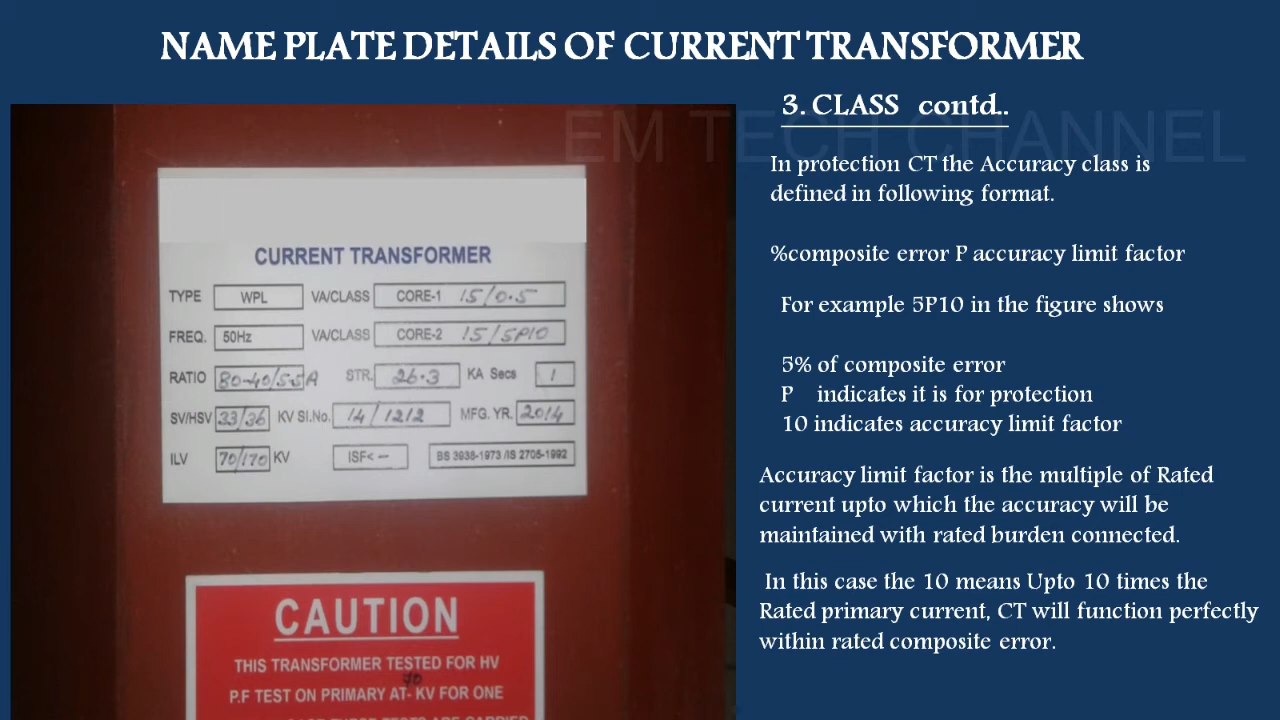 NAME PLATE DETAILS OF CURRENT TRANSFORMER
EM TECH CHANNEL
3. CLASS contd..
In protection CT the Accuracy class is
defined in following format.
%composite error P accuracy limit factor
For example 5P10 in the figure shows
5% of composite error
P indicates it is for protection
10 indicates accuracy limit factor
Accuracy limit factor is the multiple of Rated
current upto which the accuracy will be
maintained with rated burden connected.
In this case the 10 means Upto 10 times the
Rated primary current, CT will function perfectly
within rated composite error.
CURRENT TRANSFORMER
TYPE WPL VA/CLASS CORE-1 15/0.5
FREQ. 50Hz VA/CLASS CORE-2 15/5P10
RATIO 80-40/5-5A STR. 26.3 KA Secs 1
SV/HSV 33/36 KV Sl.No. 14/1212 MFG. YR. 2014
ILV 70/170 KV ISF< -- BS 3938-1973 /IS 2705-1992
CAUTION
THIS TRANSFORMER TESTED FOR HV
P.F TEST ON PRIMARY AT- 70 KV FOR ONE
THESE TESTS ARE CARRIED